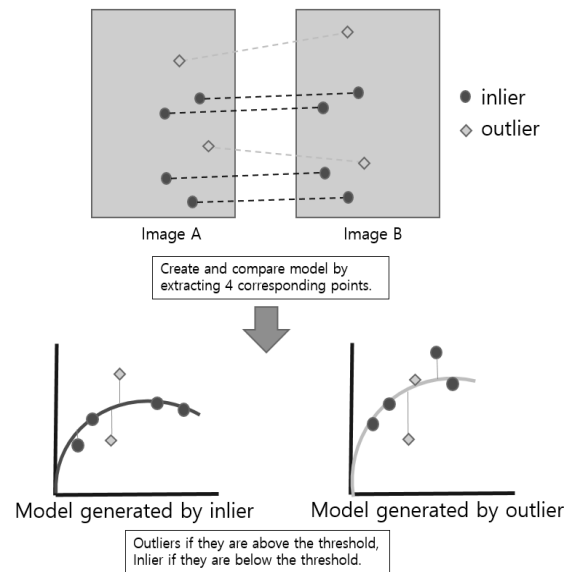 inlier
outlier
Image A
Image B
Create and compare model by
extracting 4 corresponding points.
Model generated by inlier
Model generated by outlier
Outliers if they are above the threshold,
Inlier if they are below the threshold.